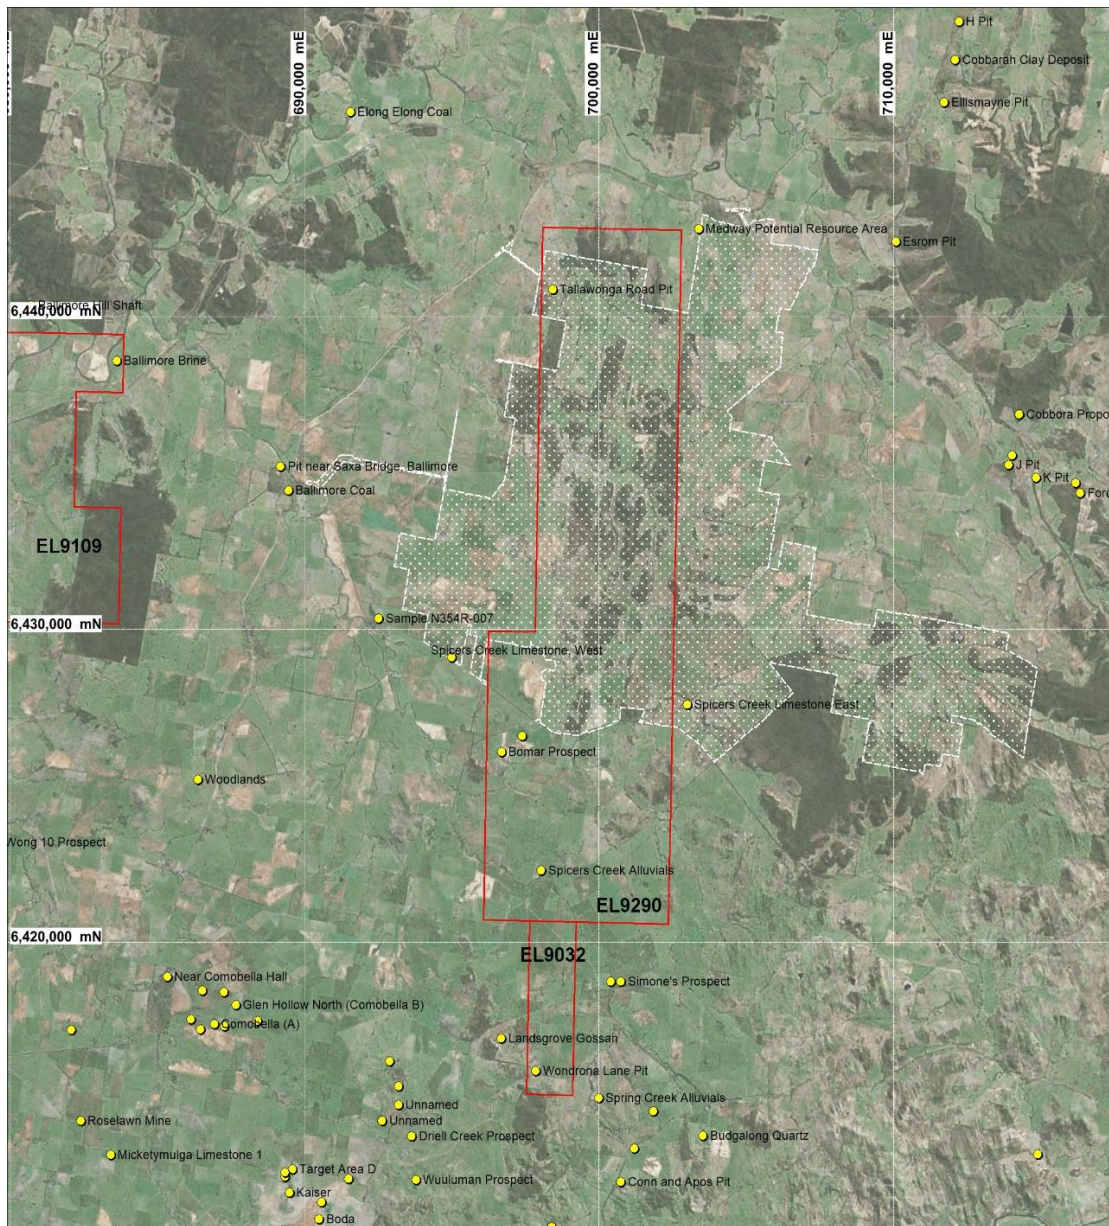 mE
690,000 mE
700,000 mE
710,000 mE
H Pit
Cobbarah Clay Deposit
Ellismayne Pit
Elong Elong Coal
Medway Potential Resource Area
Esrom Pit
Tallawonga Road Pit
Ballimore Hill Shaft
6,440,000 mN
Ballimore Brine
Cobbora Propo
Pit near Saxa Bridge, Ballimore
J Pit
K Pit
Ballimore Coal
Ford
EL9109
6,430,000 mN
Sample N354R-007
Spicers Creek Limestone, West
Spicers Creek Limestone East
Bomar Prospect
Woodlands
Wong 10 Prospect
Spicers Creek Alluvials
EL9290
6,420,000 mN
EL9032
Near Comobella Hall
Simone's Prospect
Glen Hollow North (Comobella B)
Comobella (A)
Landsgrove Gossan
Wondrona Lane Pit
Spring Creek Alluvials
Unnamed
Roselawn Mine
Unnamed
Driell Creek Prospect
Budgalong Quartz
Micketymulga Limestone 1
Target Area D
Wuuluman Prospect
Conn and Apos Pit
Kaiser
Boda